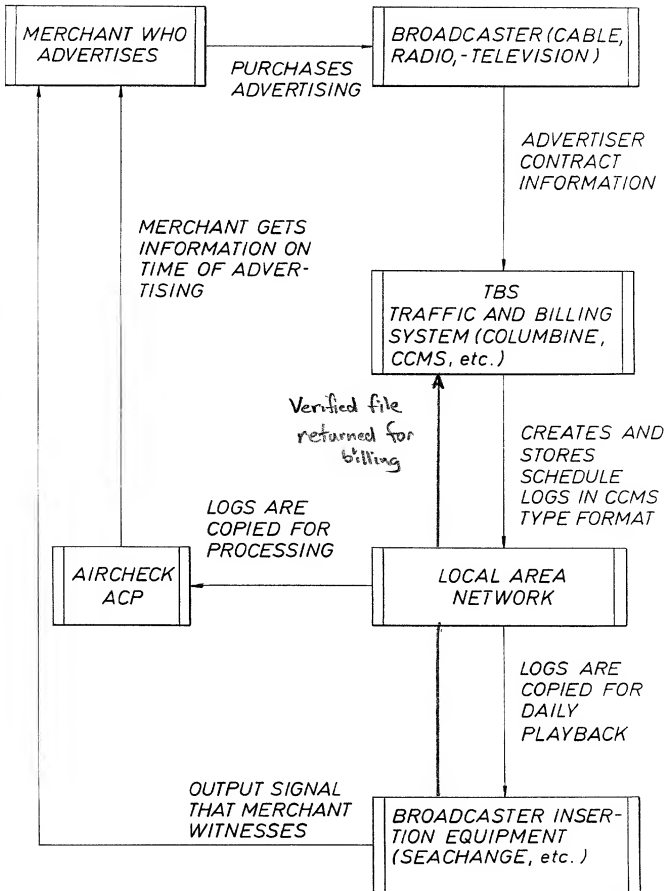 MERCHANT WHO
ADVERTISES
BROADCASTER (CABLE,
RADIO,-TELEVISION)
PURCHASES
ADVERTISING
ADVERTISER
CONTRACT
INFORMATION
MERCHANT GETS
INFORMATION ON
TIME OF ADVER-
TISING
TBS
TRAFFIC AND BILLING
SYSTEM (COLUMBINE,
CCMS, etc.)
Verified file
returned for
billing
CREATES AND
STORES
SCHEDULE
LOGS IN CCMS
TYPE FORMAT
LOGS ARE
COPIED FOR
PROCESSING
AIRCHECK
ACP
LOCAL AREA
NETWORK
LOGS ARE
COPIED FOR
DAILY
PLAYBACK
OUTPUT SIGNAL
THAT MERCHANT
WITNESSES
BROADCASTER INSER-
TION EQUIPMENT
(SEACHANGE, etc.)